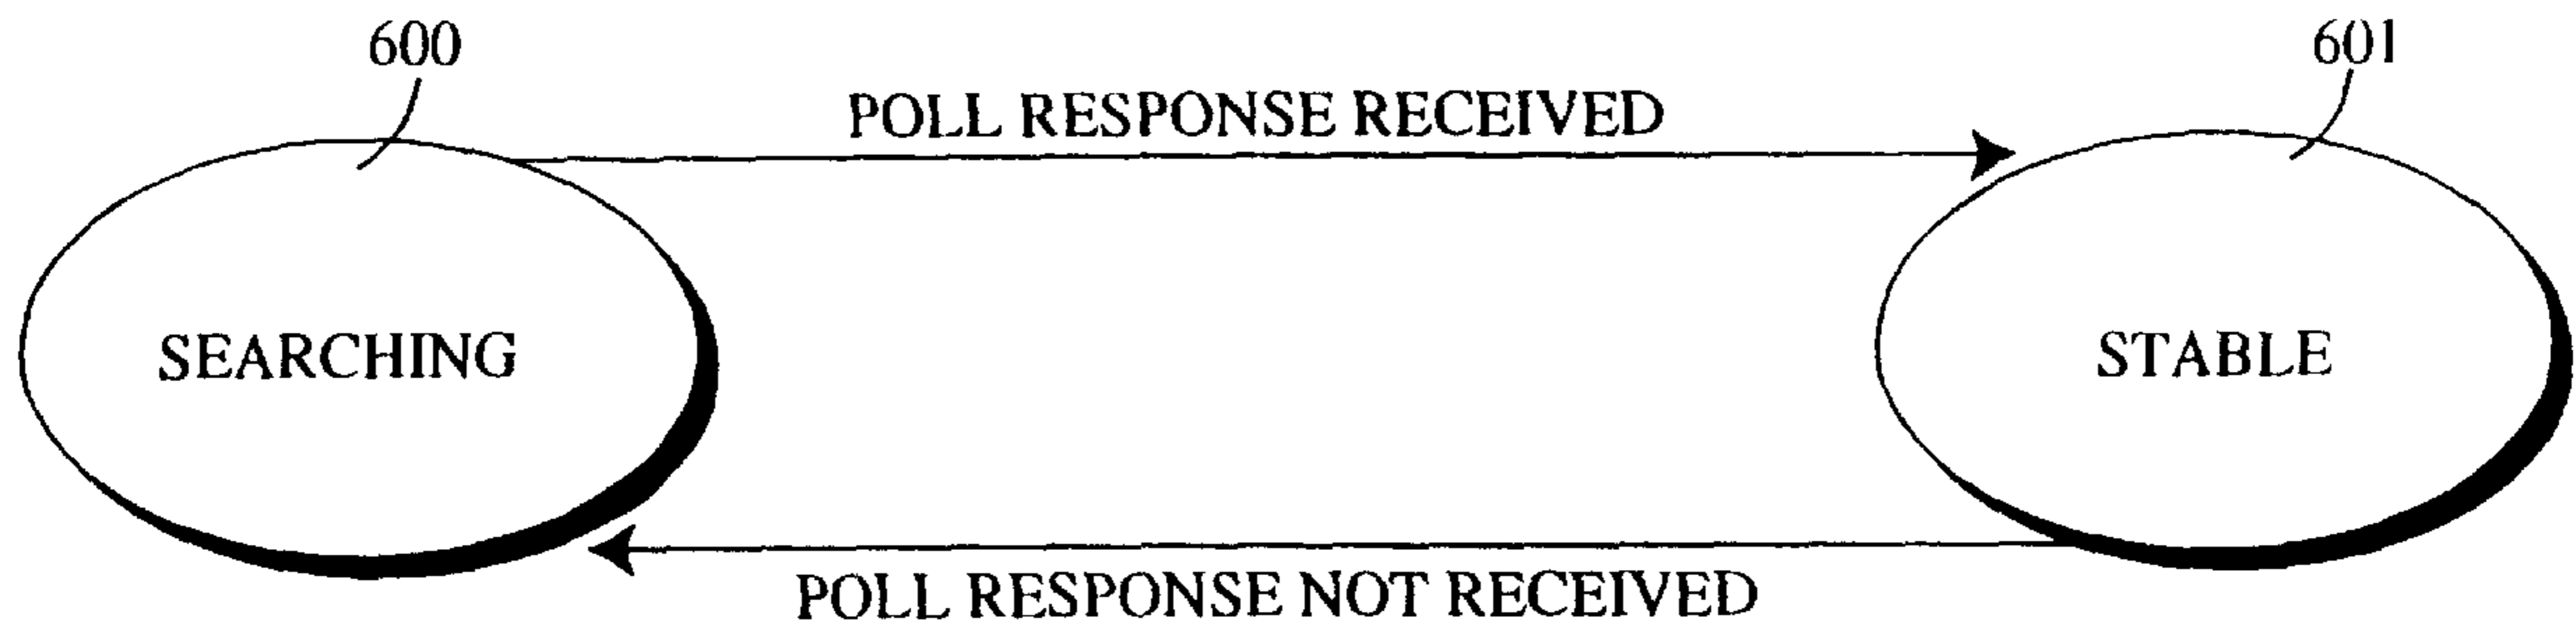 600
601
POLL RESPONSE RECEIVED
SEARCHING
STABLE
POLL RESPONSE NOT RECEIVED